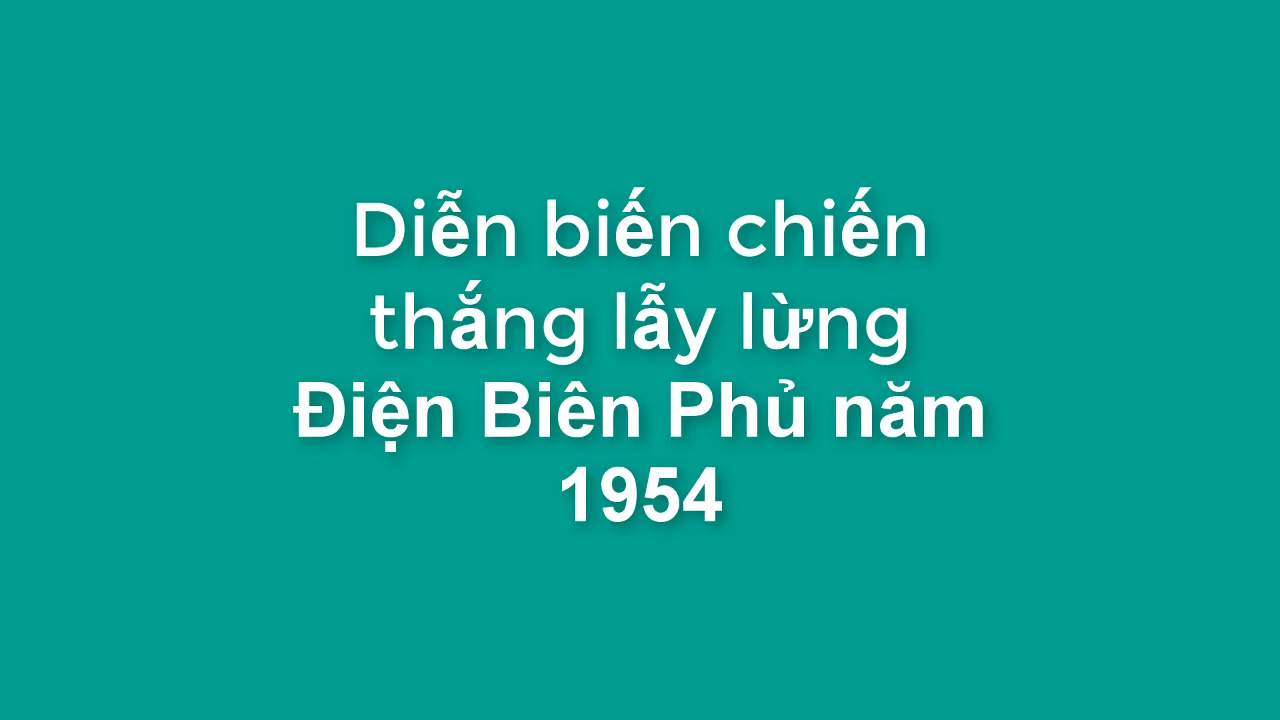 Diễn biến chiến
thắng lẫy lừng
Điện Biên Phủ năm
1954